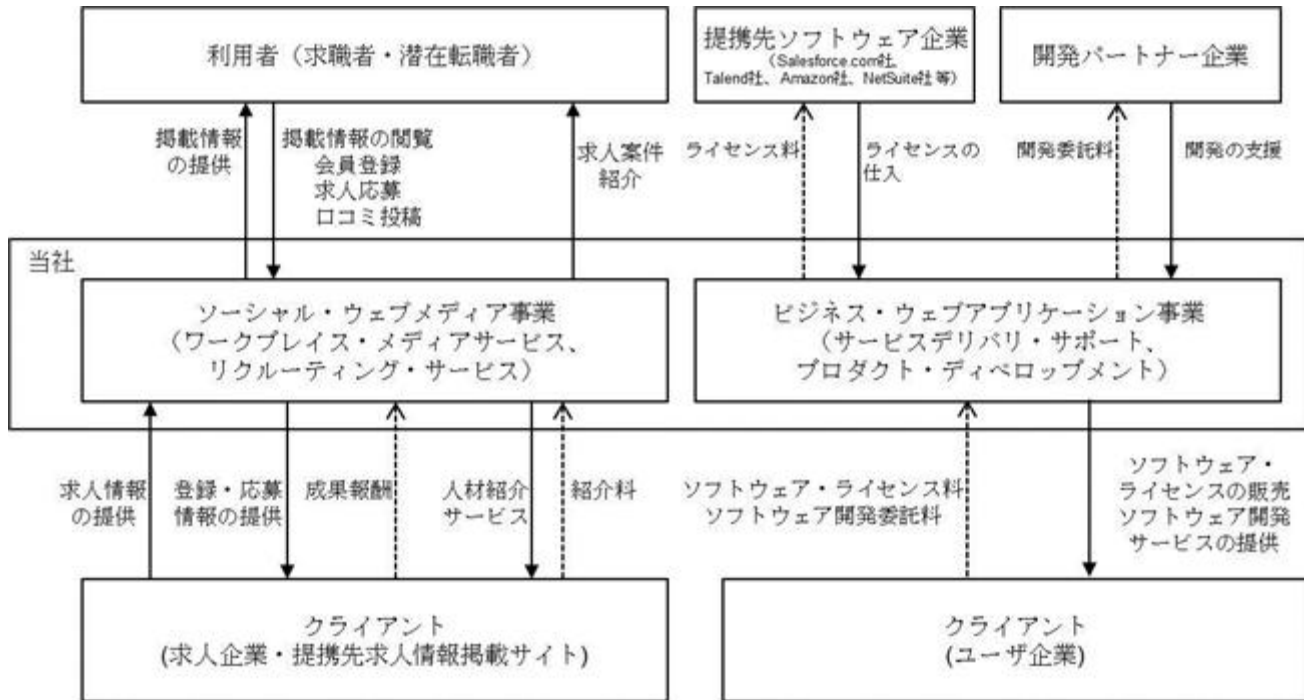 利用者(求職者・潜在転職者)
提携先ソフトウェア企業
(Salesforce.com社、
Talend社、Amazon社、NetSuite社 等)
開発パートナー企業
掲載情報
の提供
掲載情報の閲覧
会員登録
求人応募
口コミ投稿
求人案件
紹介
ライセンス料
ライセンスの
仕入
開発委託料
開発の支援
当社
ソーシャル・ウェブメディア事業
(ワークプレイス・メディアサービス、
リクルーティング・サービス)
ビジネス・ウェブアプリケーション事業
(サービスデリバリ・サポート、
プロダクト・ディベロップメント)
求人情報
の提供
登録・応募
情報の提供
成果報酬
人材紹介
サービス
紹介料
ソフトウェア・ライセンス料
ソフトウェア開発委託料
ソフトウェア・
ライセンスの販売
ソフトウェア開発
サービスの提供
クライアント
(求人企業・提携先求人情報掲載サイト)
クライアント
(ユーザ企業)